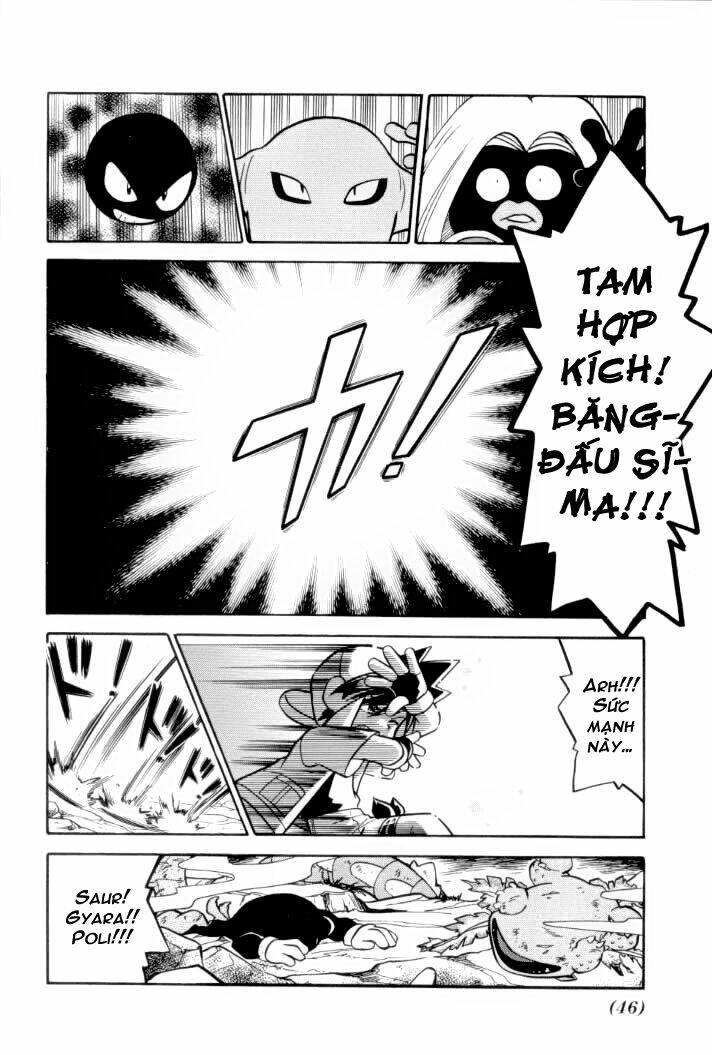 TAM
HỢP
KÍCH!
BĂNG-
ĐẤU SĨ-
MA!!!
カ!
ド!
ドド
ARH!!!
SỨC
MẠNH
NÀY...
SAUR!
GYARA!!
POLI!!!
(46)